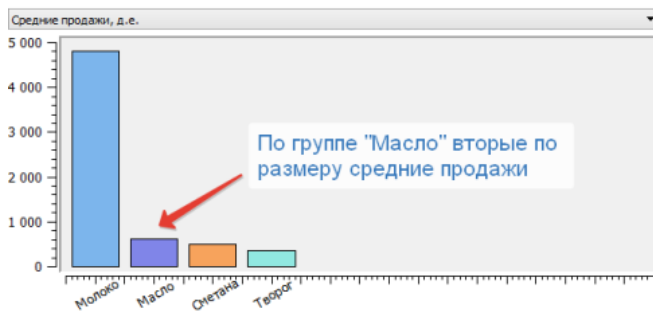 Средние продажи, д.е.
5 000
4 000
3 000
2 000
1 000
0
По группе "Масло" вторые по
размеру средние продажи
Молоко
Масло
Сметана
Творог